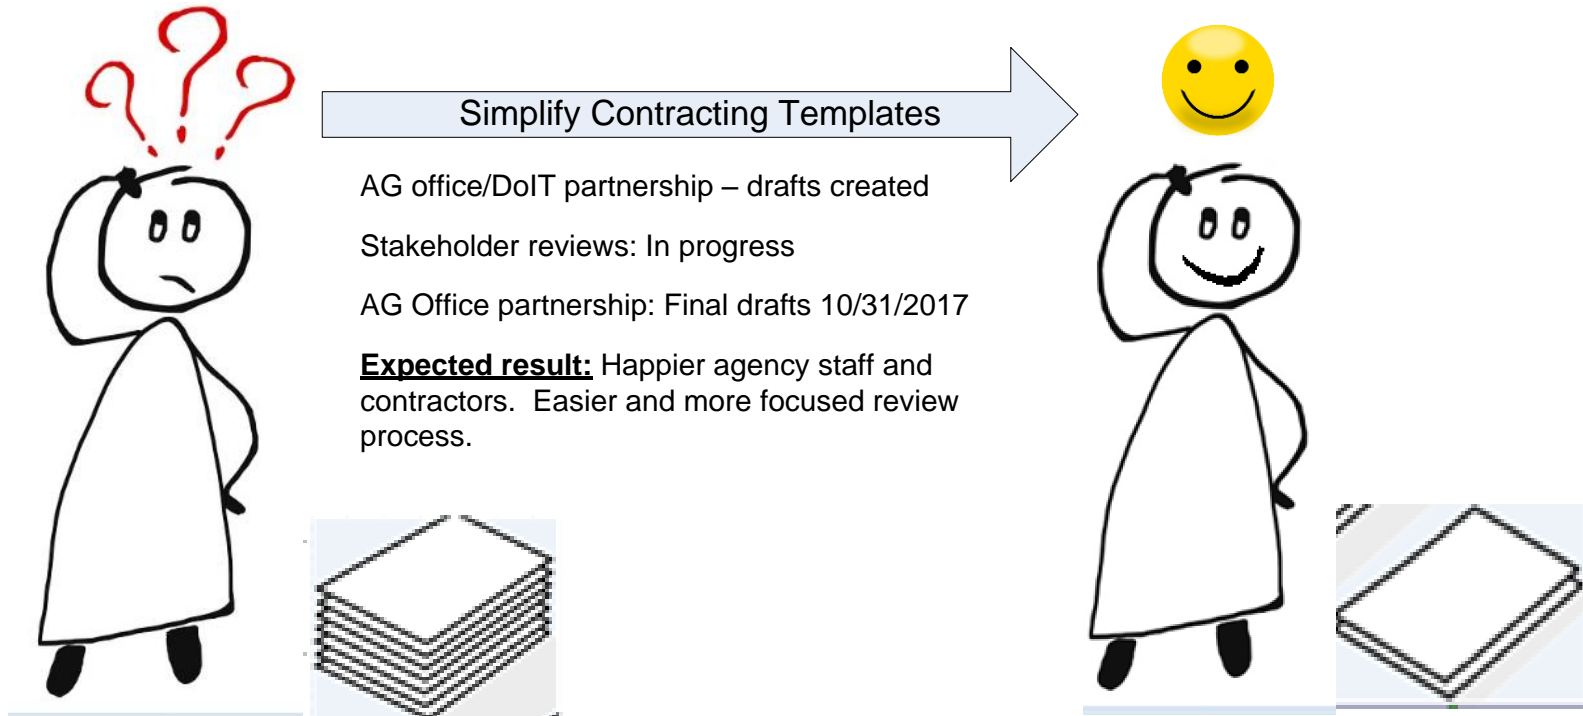 Simplify Contracting Templates
AG office/DoIT partnership – drafts created
Stakeholder reviews: In progress
AG Office partnership: Final drafts 10/31/2017
Expected result: Happier agency staff and
contractors.  Easier and more focused review
process.